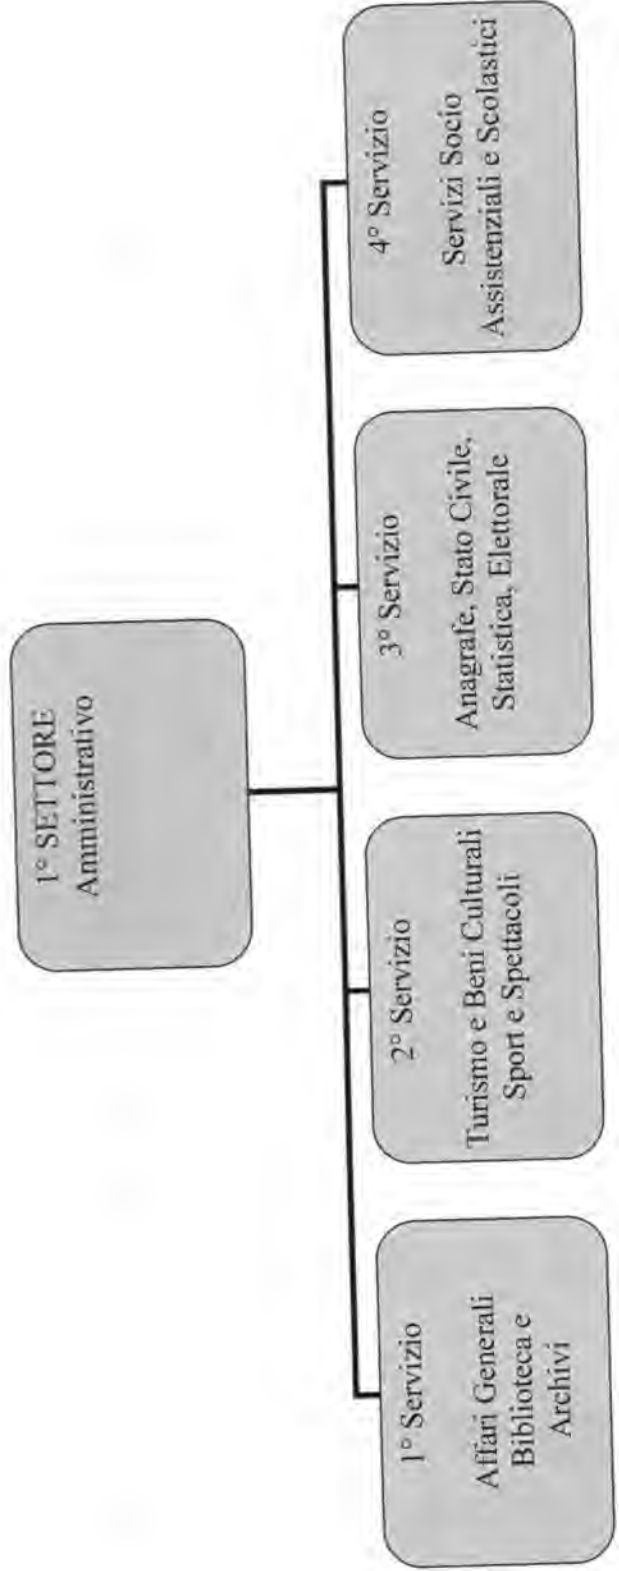 1° SETTORE
Amministrativo
1° Servizio
Affari Generali
Biblioteca e
Archivi
2° Servizio
Turismo e Beni Culturali
Sport e Spettacoli
3° Servizio
Anagrafe, Stato Civile,
Statistica, Elettorale
4° Servizio
Servizi Socio
Assistenziali e Scolastici